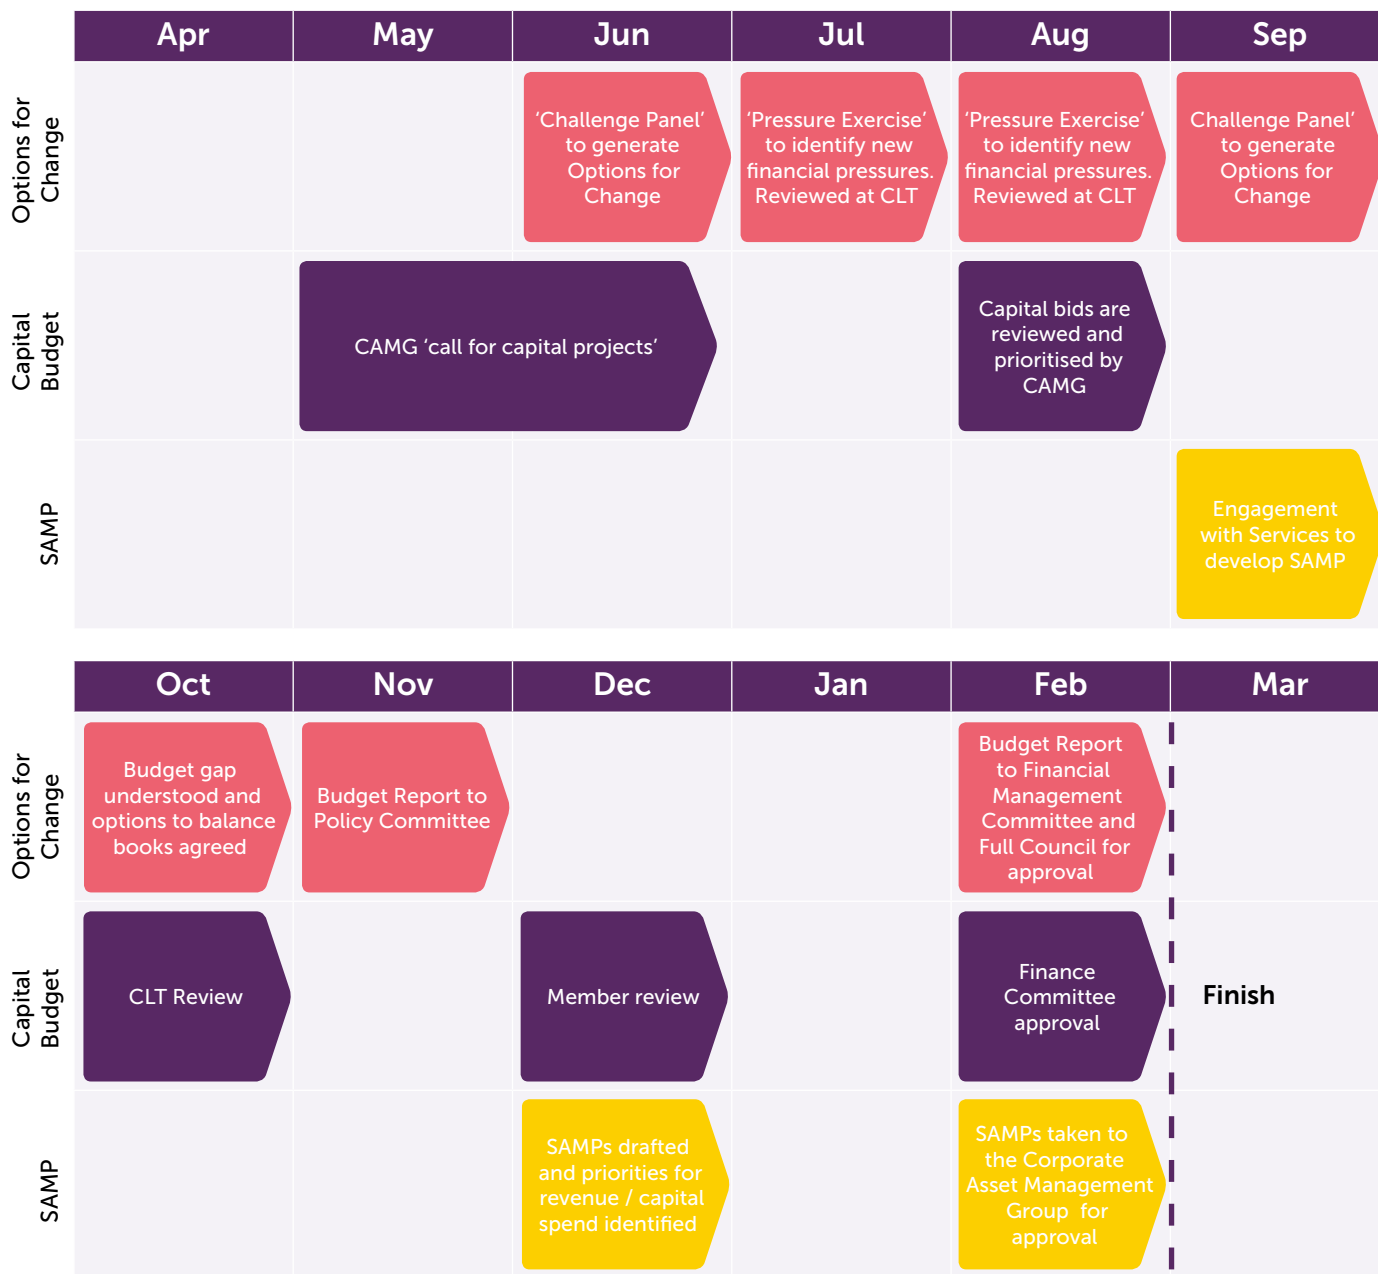 Apr
May
Jun
Jul
Aug
Sep
Options for
Change
‘Challenge Panel’
to generate
Options for
Change
‘Pressure Exercise’
to identify new
financial pressures.
Reviewed at CLT
‘Pressure Exercise’
to identify new
financial pressures.
Reviewed at CLT
Challenge Panel’
to generate
Options for
Change
Capital
Budget
CAMG ‘call for capital projects’
Capital bids are
reviewed and
prioritised by
CAMG
SAMP
Engagement
with Services to
develop SAMP
Oct
Nov
Dec
Jan
Feb
Mar
Options for
Change
Budget gap
understood and
options to balance
books agreed
Budget Report to
Policy Committee
Budget Report
to Financial
Management
Committee and
Full Council for
approval
Capital
Budget
CLT Review
Member review
Finance
Committee
approval
Finish
SAMP
SAMPs drafted
and priorities for
revenue / capital
spend identified
SAMPs taken to
the Corporate
Asset Management
Group for
approval